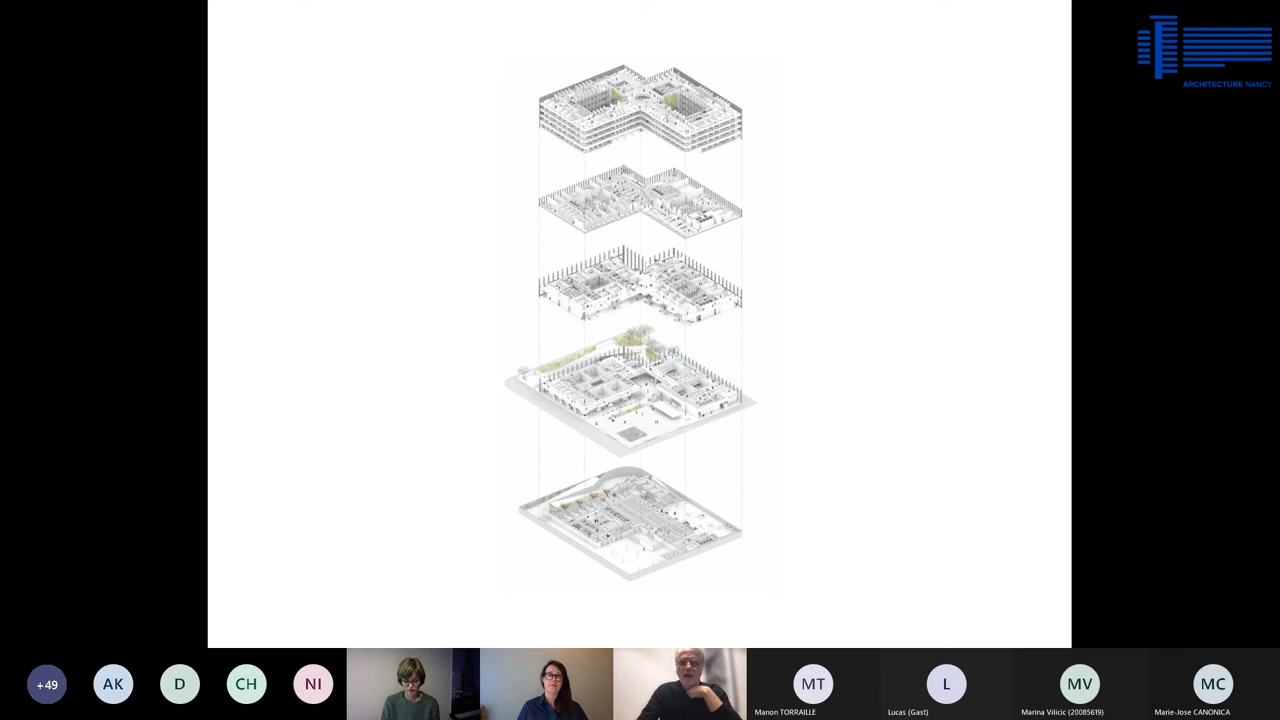 ARCHITECTURE NANCY
+49
AK
D
CH
NI
MT
L
MV
MC
Manon TORRAILLE
Lucas (Gast)
Marina Vilicic (20085619)
Marie-Jose CANONICA